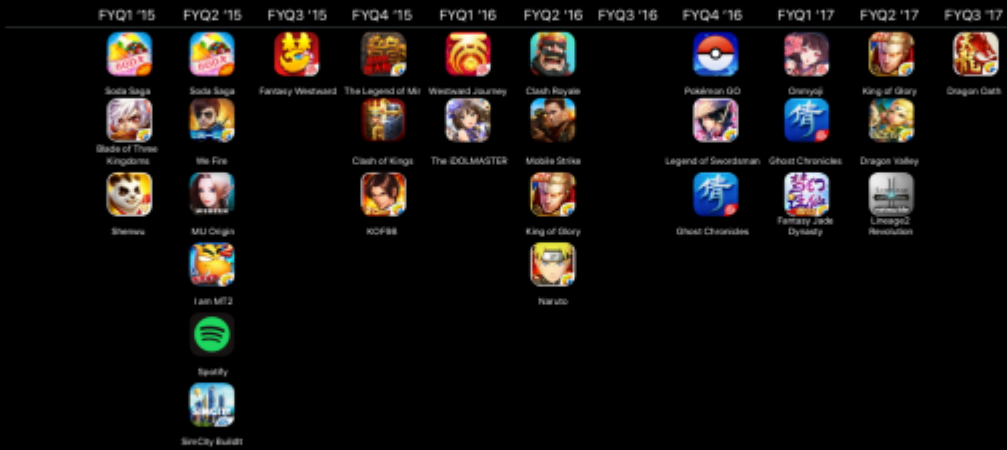 FYQ1 '15 FYQ2 '15 FYQ3 '15 FYQ4 '15 FYQ1 '16 FYQ2 '16 FYQ3 '16 FYQ4 '16 FYQ1 '17 FYQ2 '17 FYQ3 '17
Soda Saga Soda Saga Fantasy Westward The Legend of Mir Westward Journey Clash Royale Pokémon GO Onmyoji King of Glory Dragon Oath
Blade of Three
Kingdoms We Fire Clash of Kings The iDOLMASTER Mobile Strike Legend of Swordsman Ghost Chronicles Dragon Valley
Shenwu MU Origin KOF98 King of Glory Ghost Chronicles Fantasy Jade
Dynasty Lineage2
Revolution
I am MT2 Naruto
Spotify
SIMCITY
SimCity BuildIt